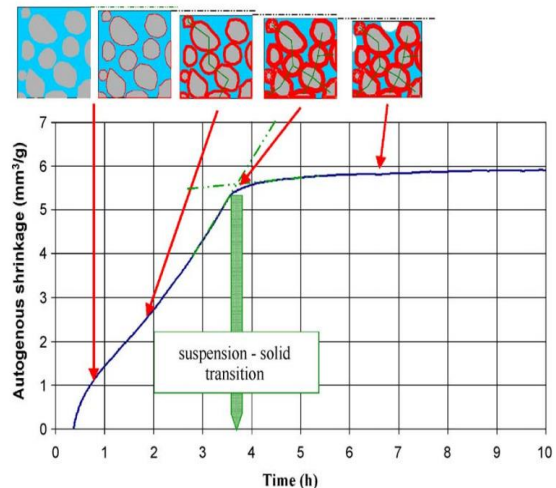 7
6
5
4
3
2
1
0
Autogenous shrinkage (mm³/g)
suspension - solid
transition
0 1 2 3 4 5 6 7 8 9 10
Time (h)